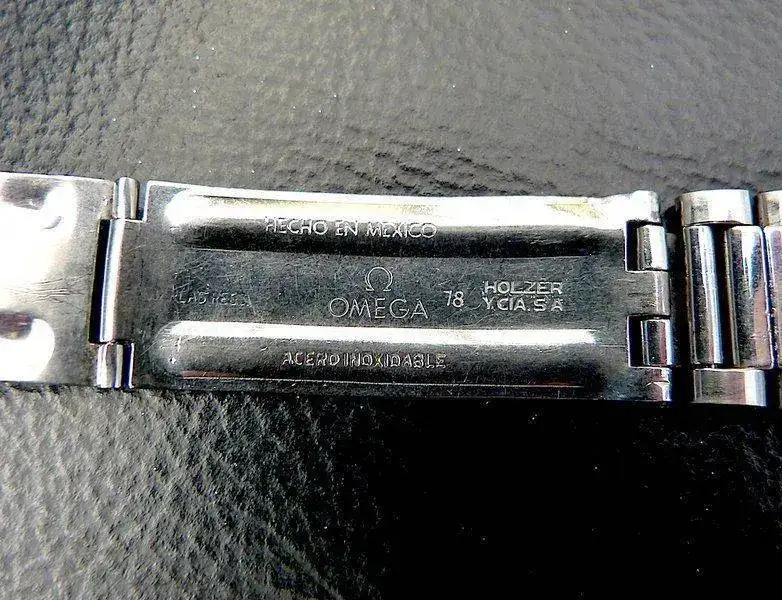 HECHO EN MEXICO
Ω
OMEGA 78 HOLZER
Y.CIA.S A
ACERO INOXIDABLE